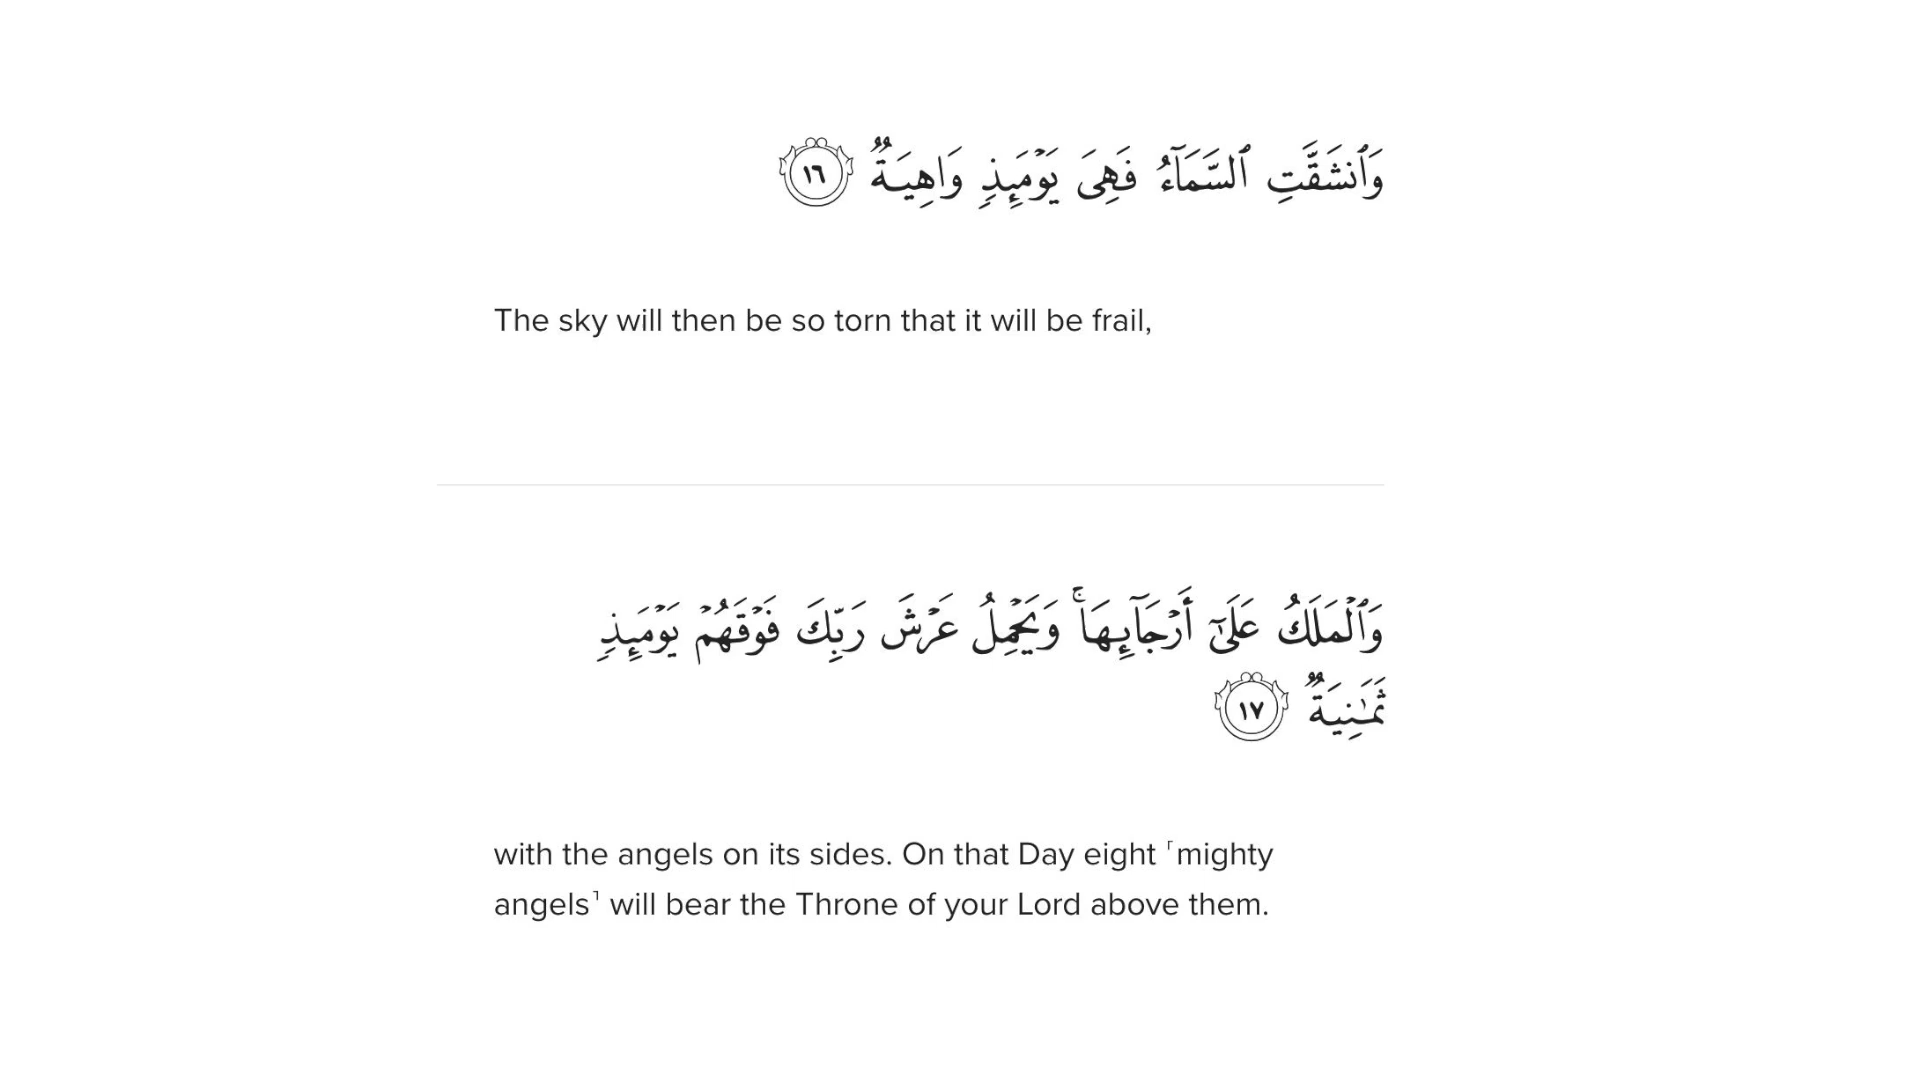 وَٱنشَقَّتِ ٱلسَّمَآءُ فَهِىَ يَوْمَئِذٍۢ وَاهِيَةٌۭ ١٦
The sky will then be so torn that it will be frail,
وَٱلْمَلَكُ عَلَىٰٓ أَرْجَآئِهَا ۚ وَيَحْمِلُ عَرْشَ رَبِّكَ فَوْقَهُمْ يَوْمَئِذٍۢ
ثَمَـٰنِيَةٌۭ ١٧
with the angels on its sides. On that Day eight ˹mighty
angels˺ will bear the Throne of your Lord above them.